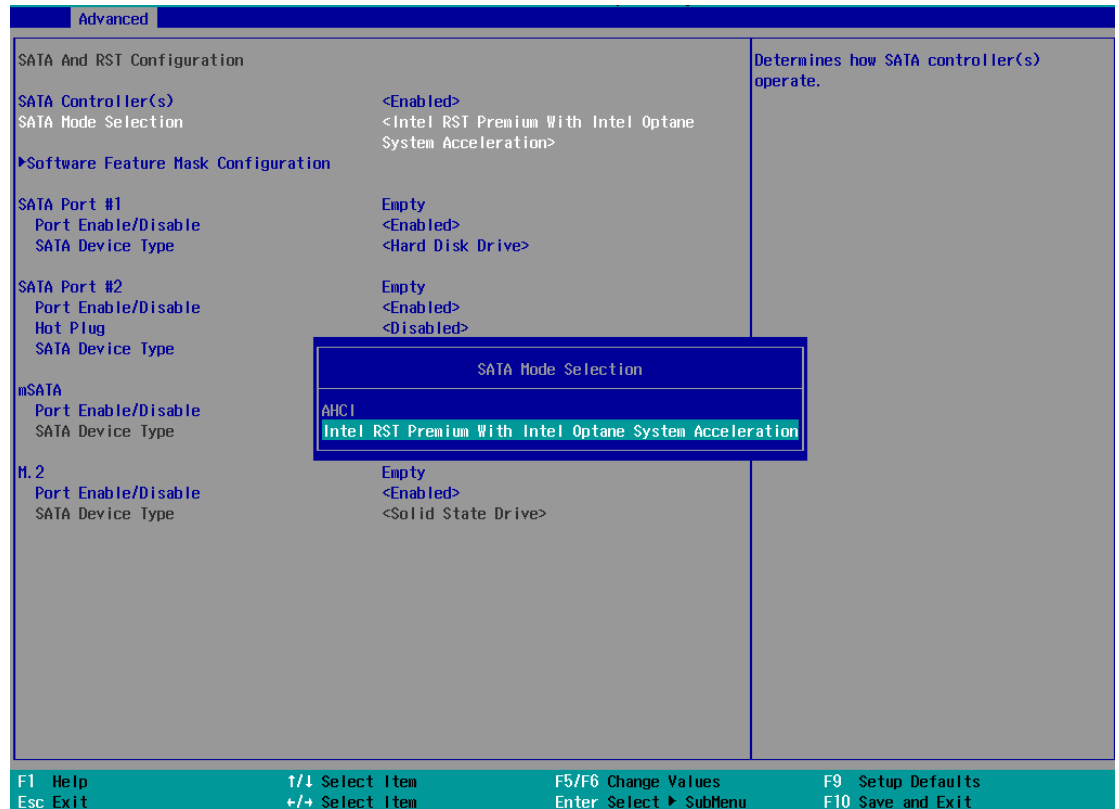 Advanced
SATA And RST Configuration
Determines how SATA controller(s)
operate.
SATA Controller(s) <Enabled>
SATA Mode Selection <Intel RST Premium With Intel Optane
System Acceleration>
▶Software Feature Mask Configuration
SATA Port #1 Empty
Port Enable/Disable <Enabled>
SATA Device Type <Hard Disk Drive>
SATA Port #2 Empty
Port Enable/Disable <Enabled>
Hot Plug <Disabled>
SATA Device Type
SATA Mode Selection
AHCI
Intel RST Premium With Intel Optane System Acceleration
mSATA
Port Enable/Disable
SATA Device Type
M.2 Empty
Port Enable/Disable <Enabled>
SATA Device Type <Solid State Drive>
F1 Help ↑/↓ Select Item F5/F6 Change Values F9 Setup Defaults
Esc Exit ←/→ Select Item Enter Select ▶ SubMenu F10 Save and Exit